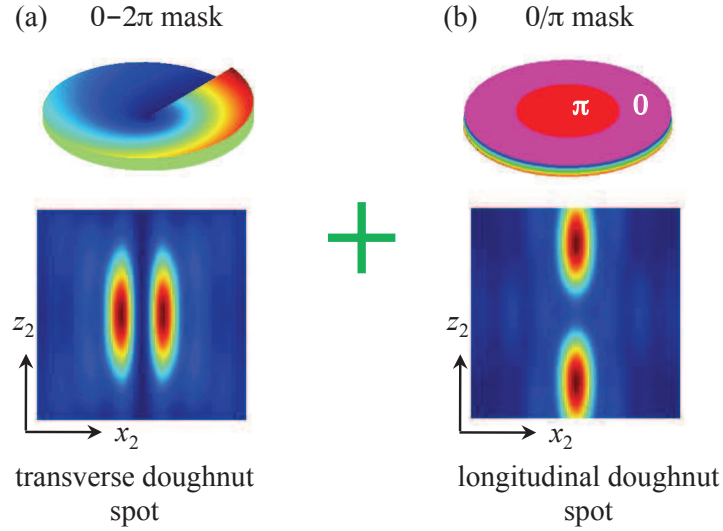 (a) 0−2π mask
(b) 0/π mask
π 0
z₂
x₂
z₂
x₂
transverse doughnut
spot
longitudinal doughnut
spot